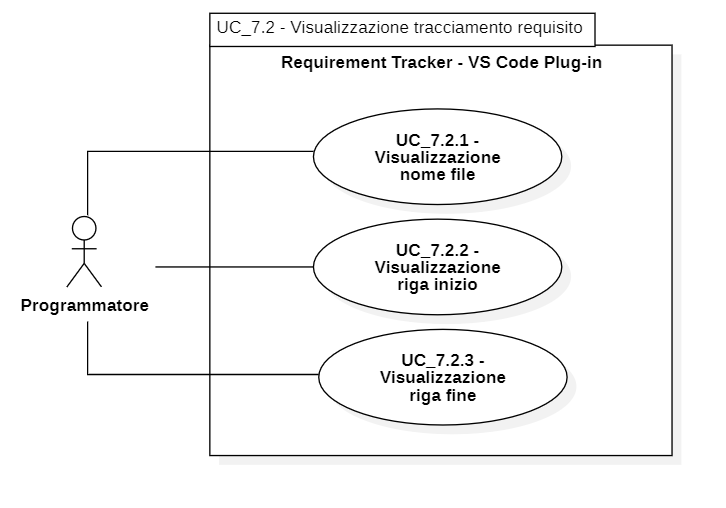 UC_7.2 - Visualizzazione tracciamento requisito
Requirement Tracker - VS Code Plug-in
UC_7.2.1 -
Visualizzazione
nome file
UC_7.2.2 -
Visualizzazione
riga inizio
Programmatore
UC_7.2.3 -
Visualizzazione
riga fine